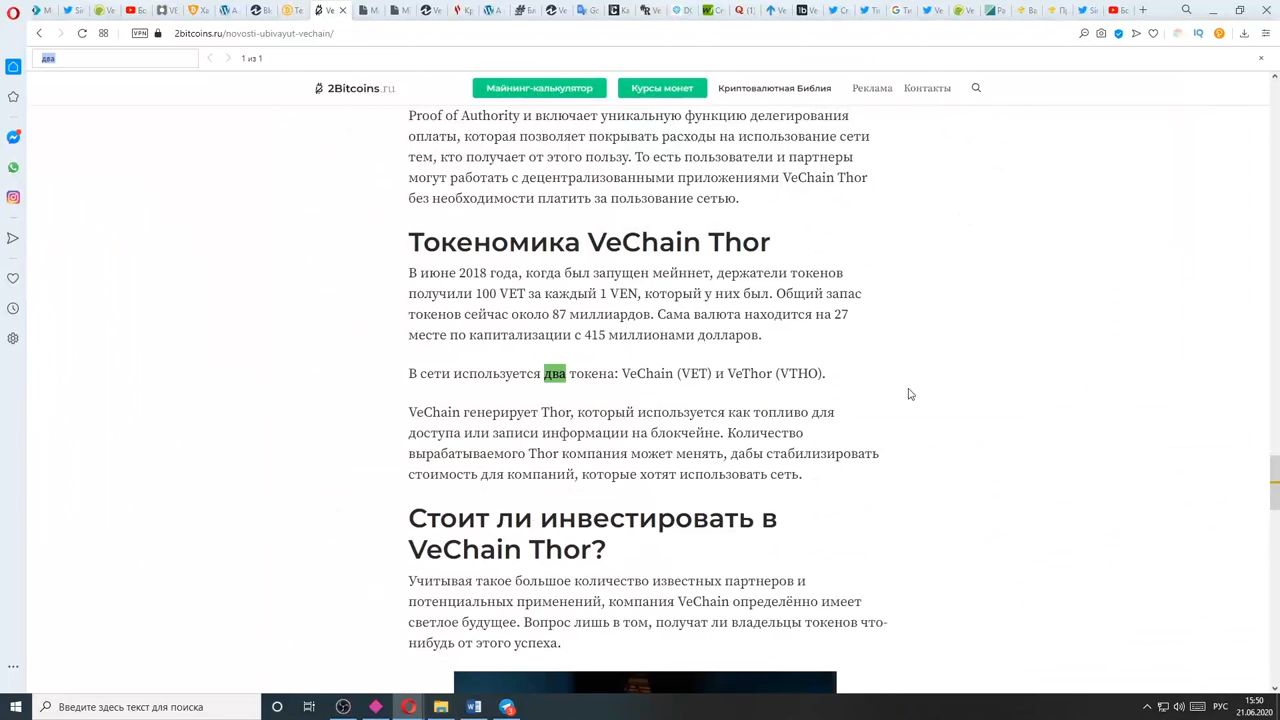 Ve
VPN
2bitcoins.ru/novosti-ubivayut-vechain/
два
1 из 1
2Bitcoins.ru
Майнинг-калькулятор
Курсы монет
Криптовалютная Библия
Реклама
Контакты
Proof of Authority и включает уникальную функцию делегирования
оплаты, которая позволяет покрывать расходы на использование сети
тем, кто получает от этого пользу. То есть пользователи и партнеры
могут работать с децентрализованными приложениями VeChain Thor
без необходимости платить за пользование сетью.
Токеномика VeChain Thor
В июне 2018 года, когда был запущен мейннет, держатели токенов
получили 100 VET за каждый 1 VEN, который у них был. Общий запас
токенов сейчас около 87 миллиардов. Сама валюта находится на 27
месте по капитализации с 415 миллионами долларов.
В сети используется два токена: VeChain (VET) и VeThor (VTHO).
VeChain генерирует Thor, который используется как топливо для
доступа или записи информации на блокчейне. Количество
вырабатываемого Thor компания может менять, дабы стабилизировать
стоимость для компаний, которые хотят использовать сеть.
Стоит ли инвестировать в
VeChain Thor?
Учитывая такое большое количество известных партнеров и
потенциальных применений, компания VeChain определённо имеет
светлое будущее. Вопрос лишь в том, получат ли владельцы токенов что-
нибудь от этого успеха.
Введите здесь текст для поиска
РУС
15:50
21.06.2020